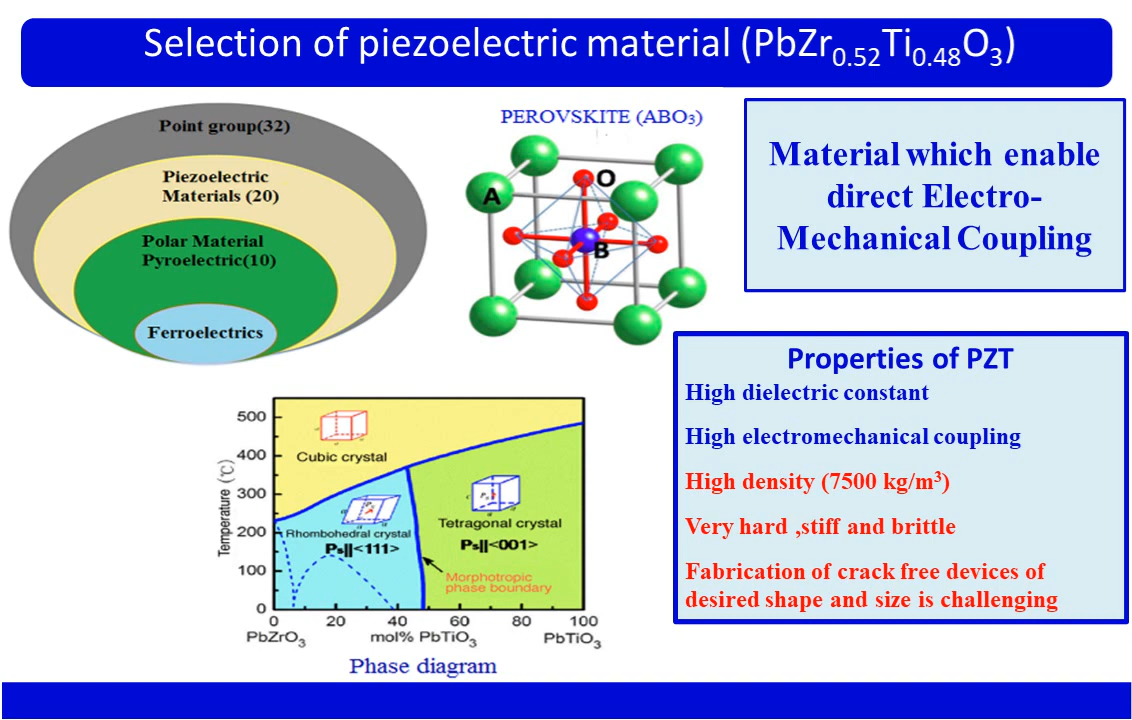 Selection of piezoelectric material (PbZr₀.₅₂Ti₀.₄₈O₃)
Point group(32)
Piezoelectric
Materials (20)
Polar Material
Pyroelectric(10)
Ferroelectrics
PEROVSKITE (ABO₃)
A
O
B
Material which enable
direct Electro-
Mechanical Coupling
Properties of PZT
High dielectric constant
High electromechanical coupling
High density (7500 kg/m³)
Very hard ,stiff and brittle
Fabrication of crack free devices of
desired shape and size is challenging
Temperature (℃)
500
400
300
200
100
0
Cubic crystal
Rhombohedral crystal
Ps||<111>
Tetragonal crystal
Ps||<001>
Morphotropic
phase boundary
0 20 40 60 80 100
PbZrO₃ mol% PbTiO₃ PbTiO₃
Phase diagram